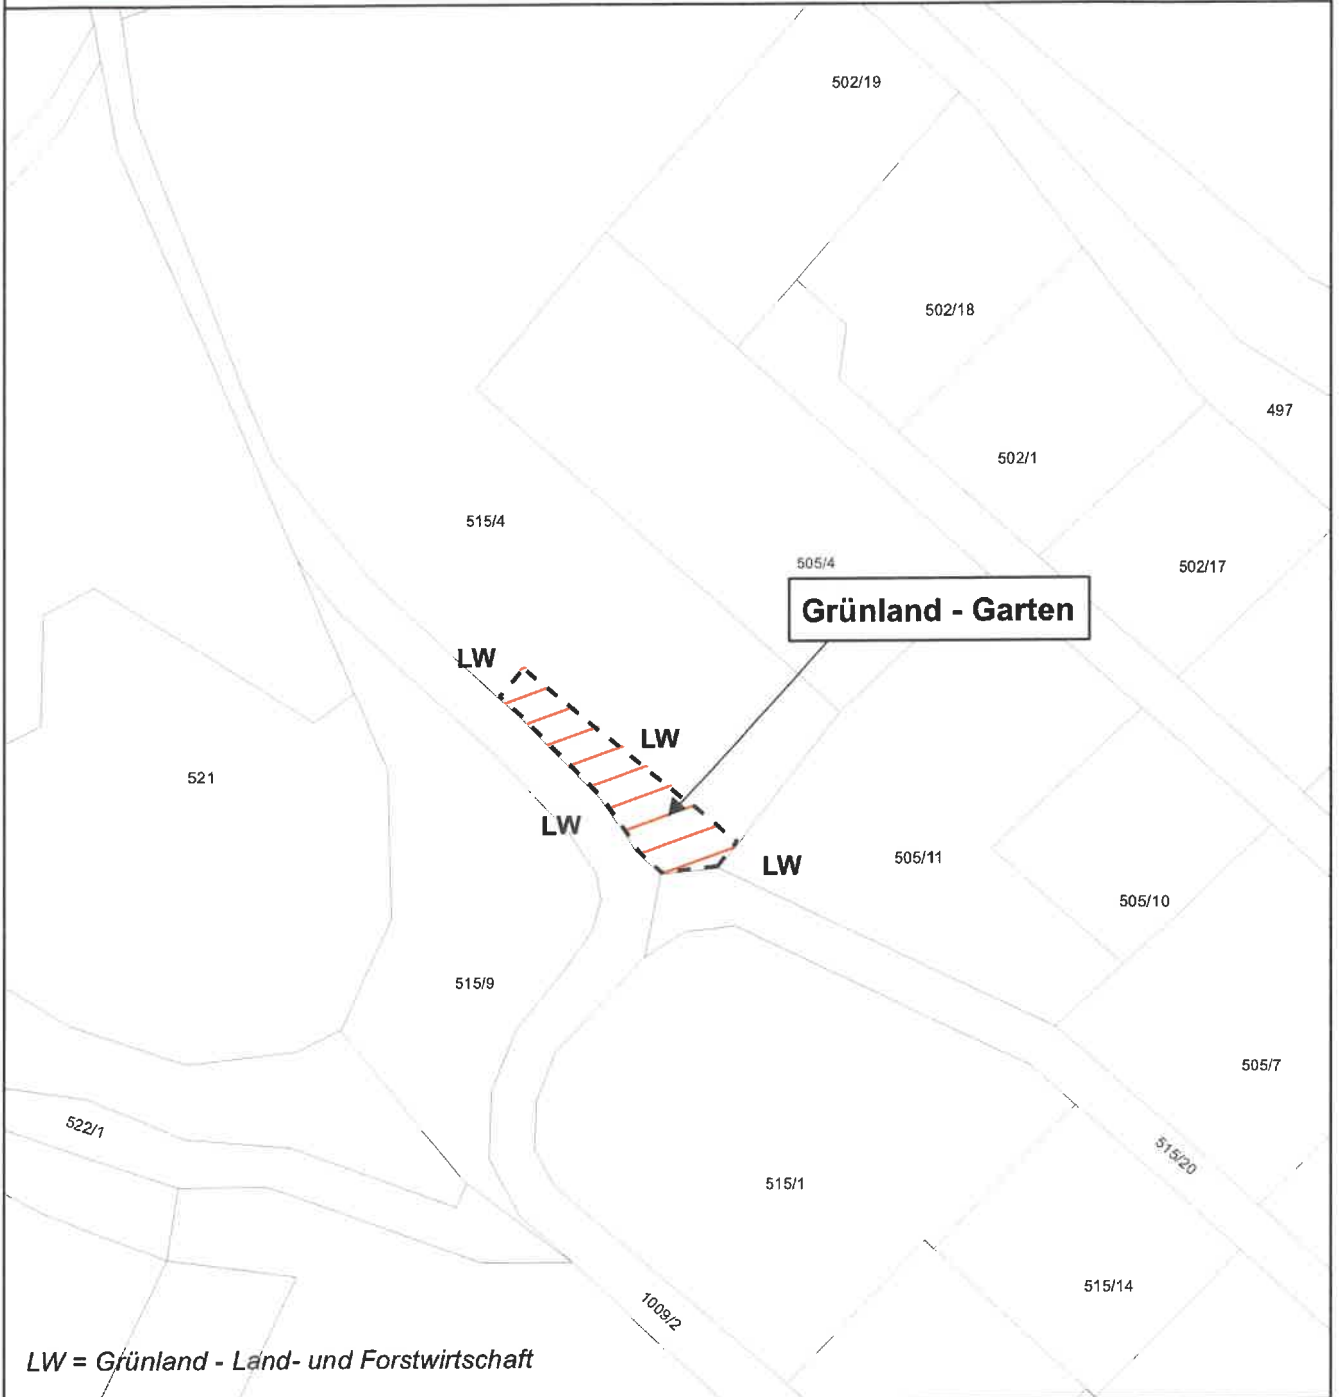 502/19
502/18
497
502/1
515/4
505/4
502/17
Grünland - Garten
LW
LW
521
LW
505/11
LW
505/10
515/9
505/7
522/1
515/20
515/1
515/14
1009/2
LW = Grünland - Land- und Forstwirtschaft